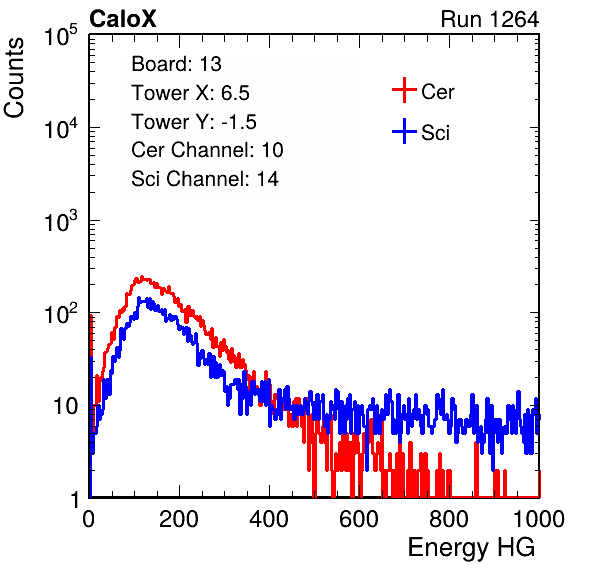 CaloX Run 1264
Board: 13
Tower X: 6.5
Tower Y: -1.5
Cer Channel: 10
Sci Channel: 14
Cer
Sci
Counts
10^5
10^4
10^3
10^2
10
1
0 200 400 600 800 1000
Energy HG